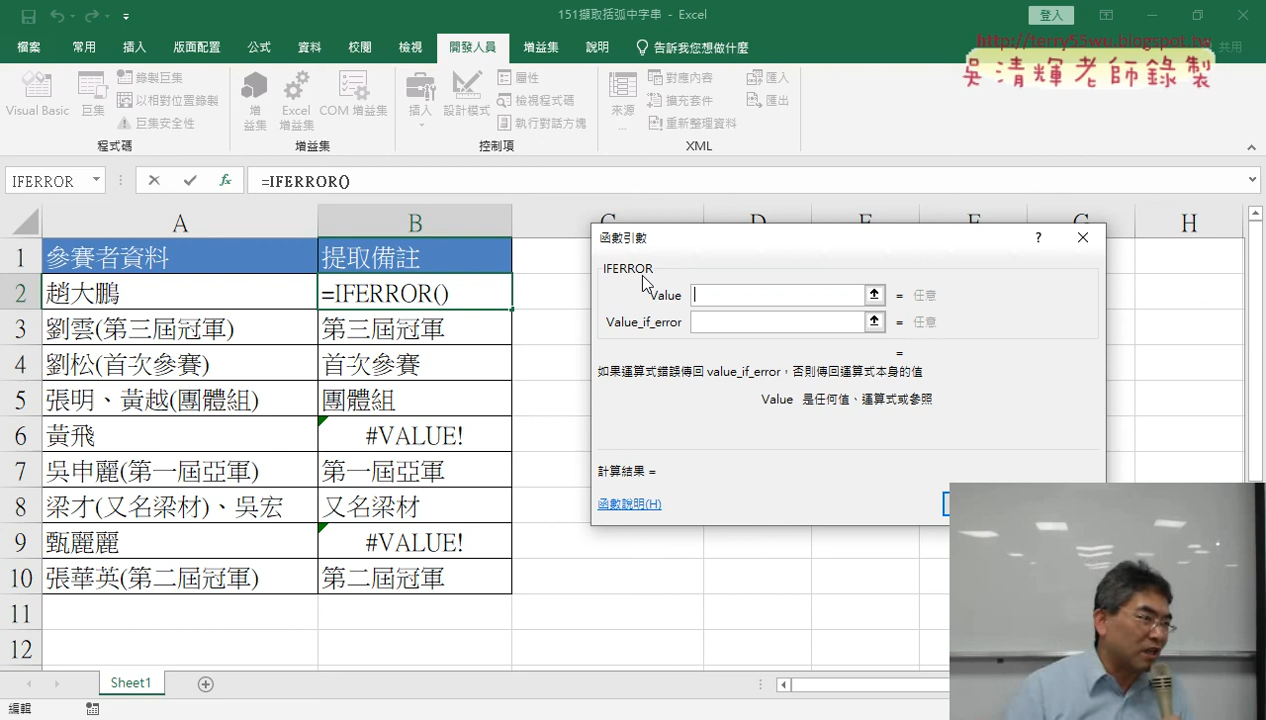 151擷取括弧中字串 - Excel
登入
檔案 常用 插入 版面配置 公式 資料 校閱 檢視 開發人員 增益集 說明 告訴我您想做什麼 共用
http://terry55wu.blogspot.tw
吳清輝老師錄製
Visual Basic 巨集 錄製巨集 以相對位置錄製 巨集安全性
增益集 Excel 增益集 COM 增益集
插入 設計模式 屬性 檢視程式碼 執行對話方塊
來源 ... 對應內容 擴充套件 重新整理資料 匯入 匯出
程式碼 增益集 控制項 XML
IFERROR fx =IFERROR()
A B C D E F G H
1 參賽者資料 提取備註
2 趙大鵬 =IFERROR()
3 劉雲(第三屆冠軍) 第三屆冠軍
4 劉松(首次參賽) 首次參賽
5 張明、黃越(團體組) 團體組
6 黃飛 #VALUE!
7 吳申麗(第一屆亞軍) 第一屆亞軍
8 梁才(又名梁材)、吳宏 又名梁材
9 甄麗麗 #VALUE!
10 張華英(第二屆冠軍) 第二屆冠軍
11
12
函數引數 ?
IFERROR
Value = 任意
Value_if_error = 任意
=
如果運算式錯誤傳回 value_if_error，否則傳回運算式本身的值
Value 是任何值、運算式或參照
計算結果 =
函數說明(H)
Sheet1
編輯